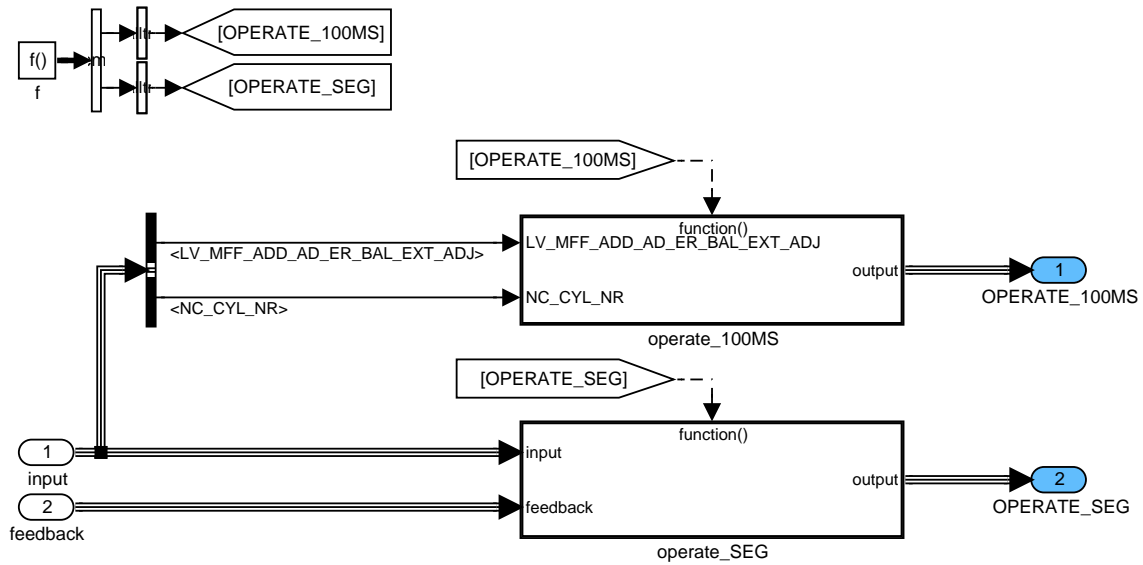 [OPERATE_100MS]
f()
f
[OPERATE_SEG]
[OPERATE_100MS]
function()
<LV_MFF_ADD_AD_ER_BAL_EXT_ADJ>
LV_MFF_ADD_AD_ER_BAL_EXT_ADJ
output
1
OPERATE_100MS
<NC_CYL_NR>
NC_CYL_NR
operate_100MS
[OPERATE_SEG]
function()
1
input
input
output
2
OPERATE_SEG
2
feedback
feedback
operate_SEG